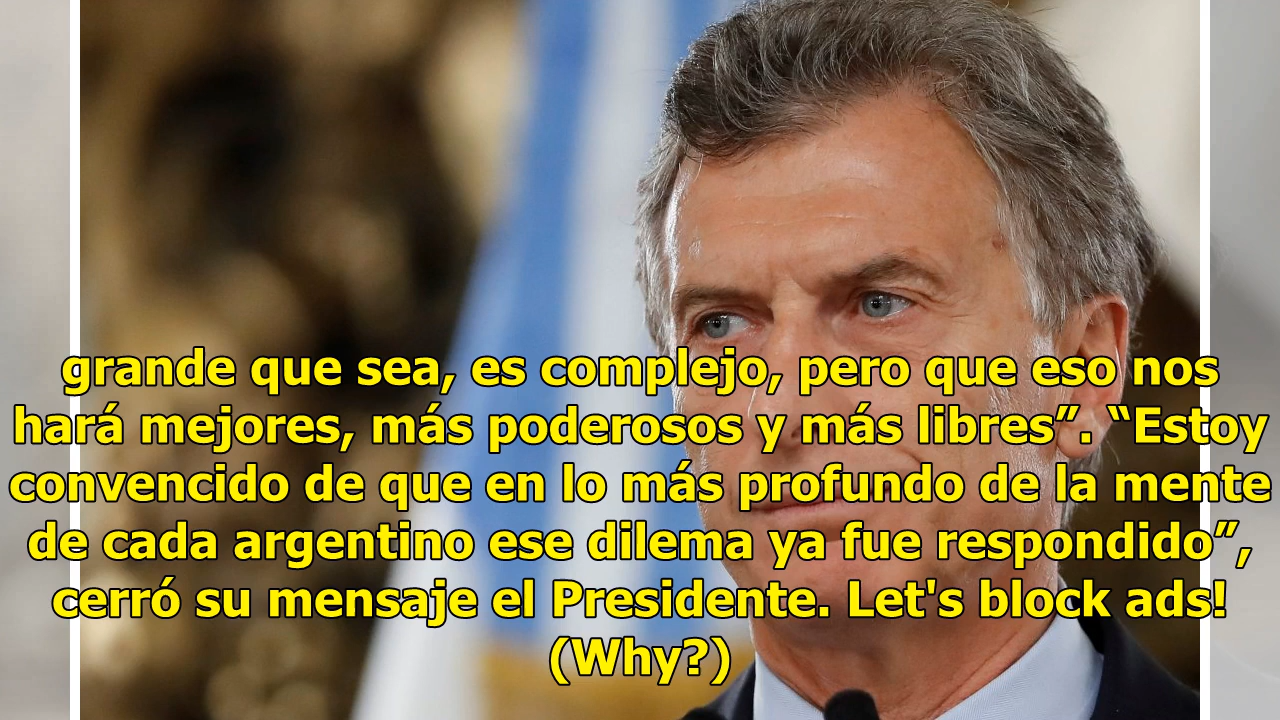 grande que sea, es complejo, pero que eso nos
hará mejores, más poderosos y más libres”. “Estoy
convencido de que en lo más profundo de la mente
de cada argentino ese dilema ya fue respondido”,
cerró su mensaje el Presidente. Let's block ads!
(Why?)